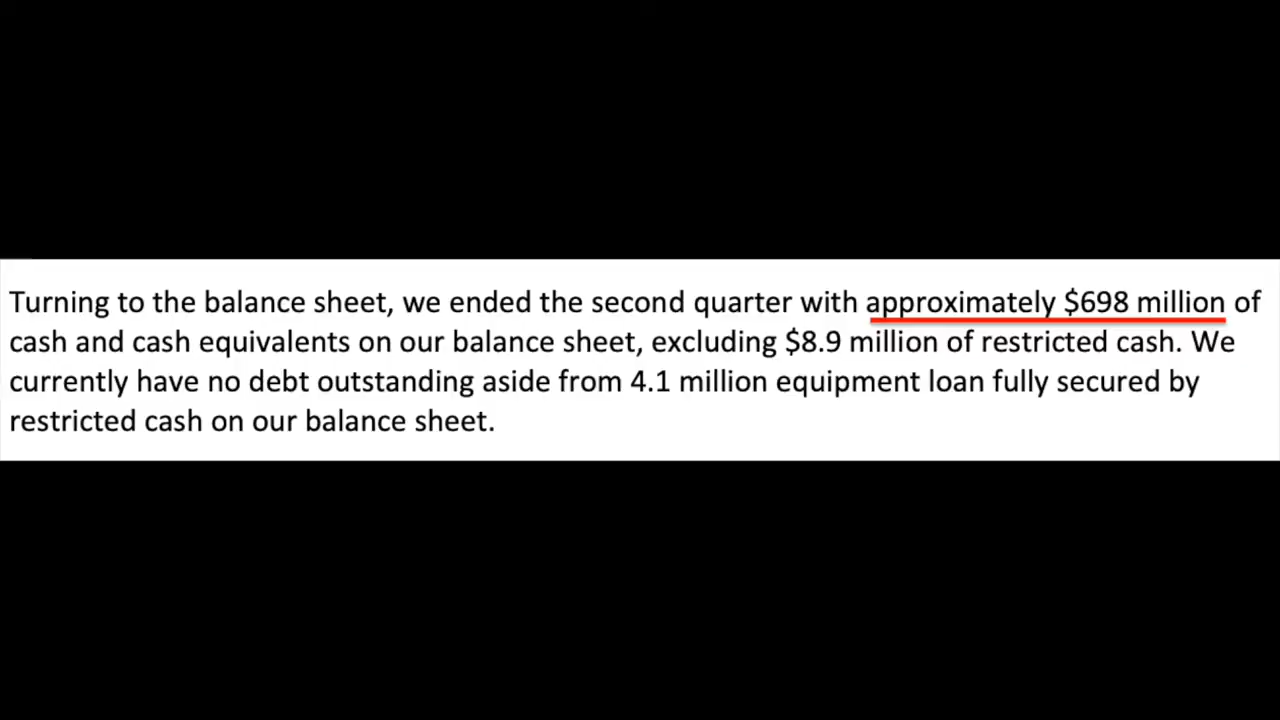 Turning to the balance sheet, we ended the second quarter with approximately $698 million of
cash and cash equivalents on our balance sheet, excluding $8.9 million of restricted cash. We
currently have no debt outstanding aside from 4.1 million equipment loan fully secured by
restricted cash on our balance sheet.